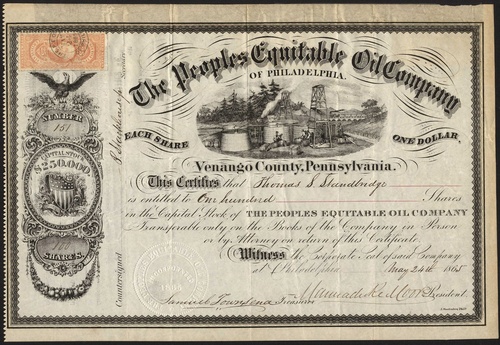 The Peoples Equitable Oil Company
OF PHILADELPHIA.
NUMBER
151
EACH SHARE
ONE DOLLAR.
CAPITAL STOCK
$250,000
Venango County, Pennsylvania.
This Certifies that Thomas S. Standbridge
is entitled to One hundred Shares
in the Capital Stock of THE PEOPLES EQUITABLE OIL COMPANY
Transferable only on the Books of the Company in Person
or by Attorney on return of this Certificate.
100
SHARES.
Witness the Corporate Seal of said Company
at Philadelphia May 24th 1865
Countersigned
Samuel Townsend Treasurer
President